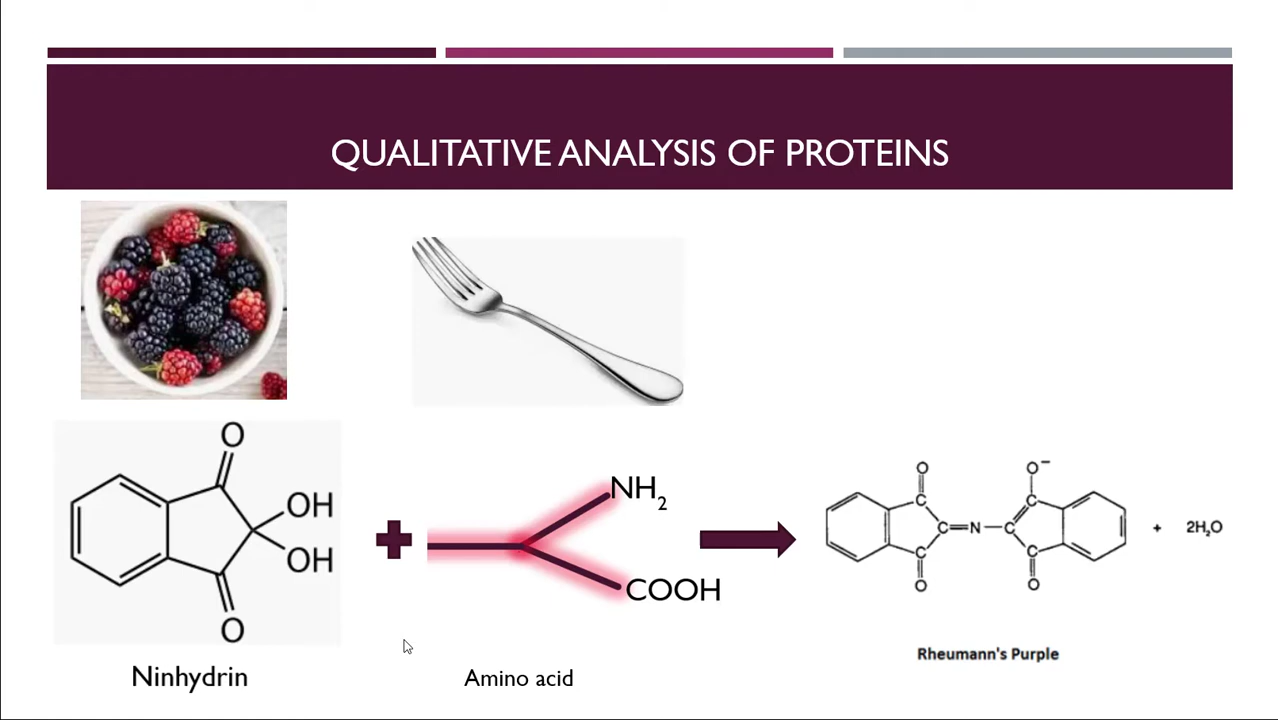 QUALITATIVE ANALYSIS OF PROTEINS
O
OH
OH
O
Ninhydrin
NH₂
COOH
Amino acid
O O⁻
C C
C=N—C
C C
O O
+ 2H₂O
Rheumann's Purple